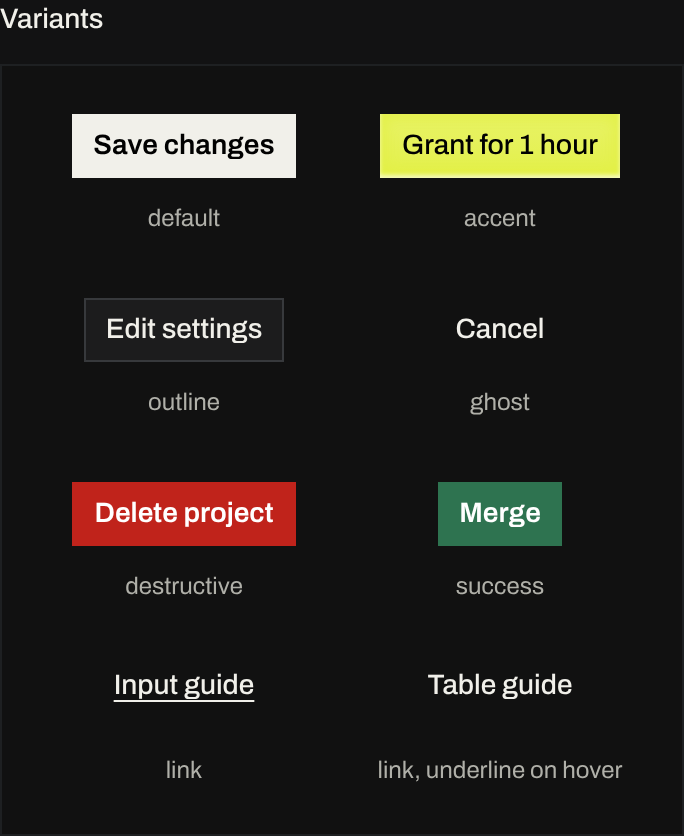 Variants
Save changes
Grant for 1 hour
default
accent
Edit settings
Cancel
outline
ghost
Delete project
Merge
destructive
success
Input guide
Table guide
link
link, underline on hover